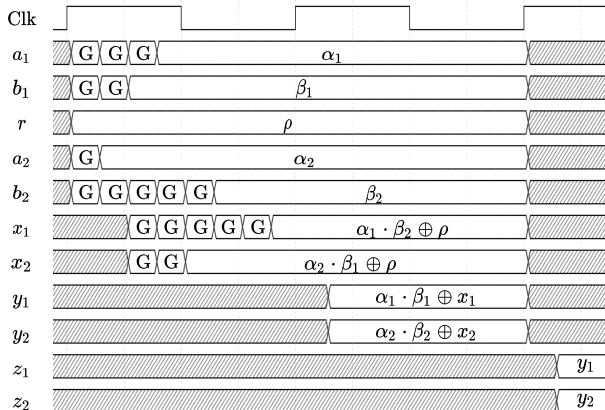 Clk
a₁ G G G α₁
b₁ G G β₁
r ρ
a₂ G α₂
b₂ G G G G G β₂
x₁ G G G G G α₁ · β₂ ⊕ ρ
x₂ G G α₂ · β₁ ⊕ ρ
y₁ α₁ · β₁ ⊕ x₁
y₂ α₂ · β₂ ⊕ x₂
z₁ y₁
z₂ y₂